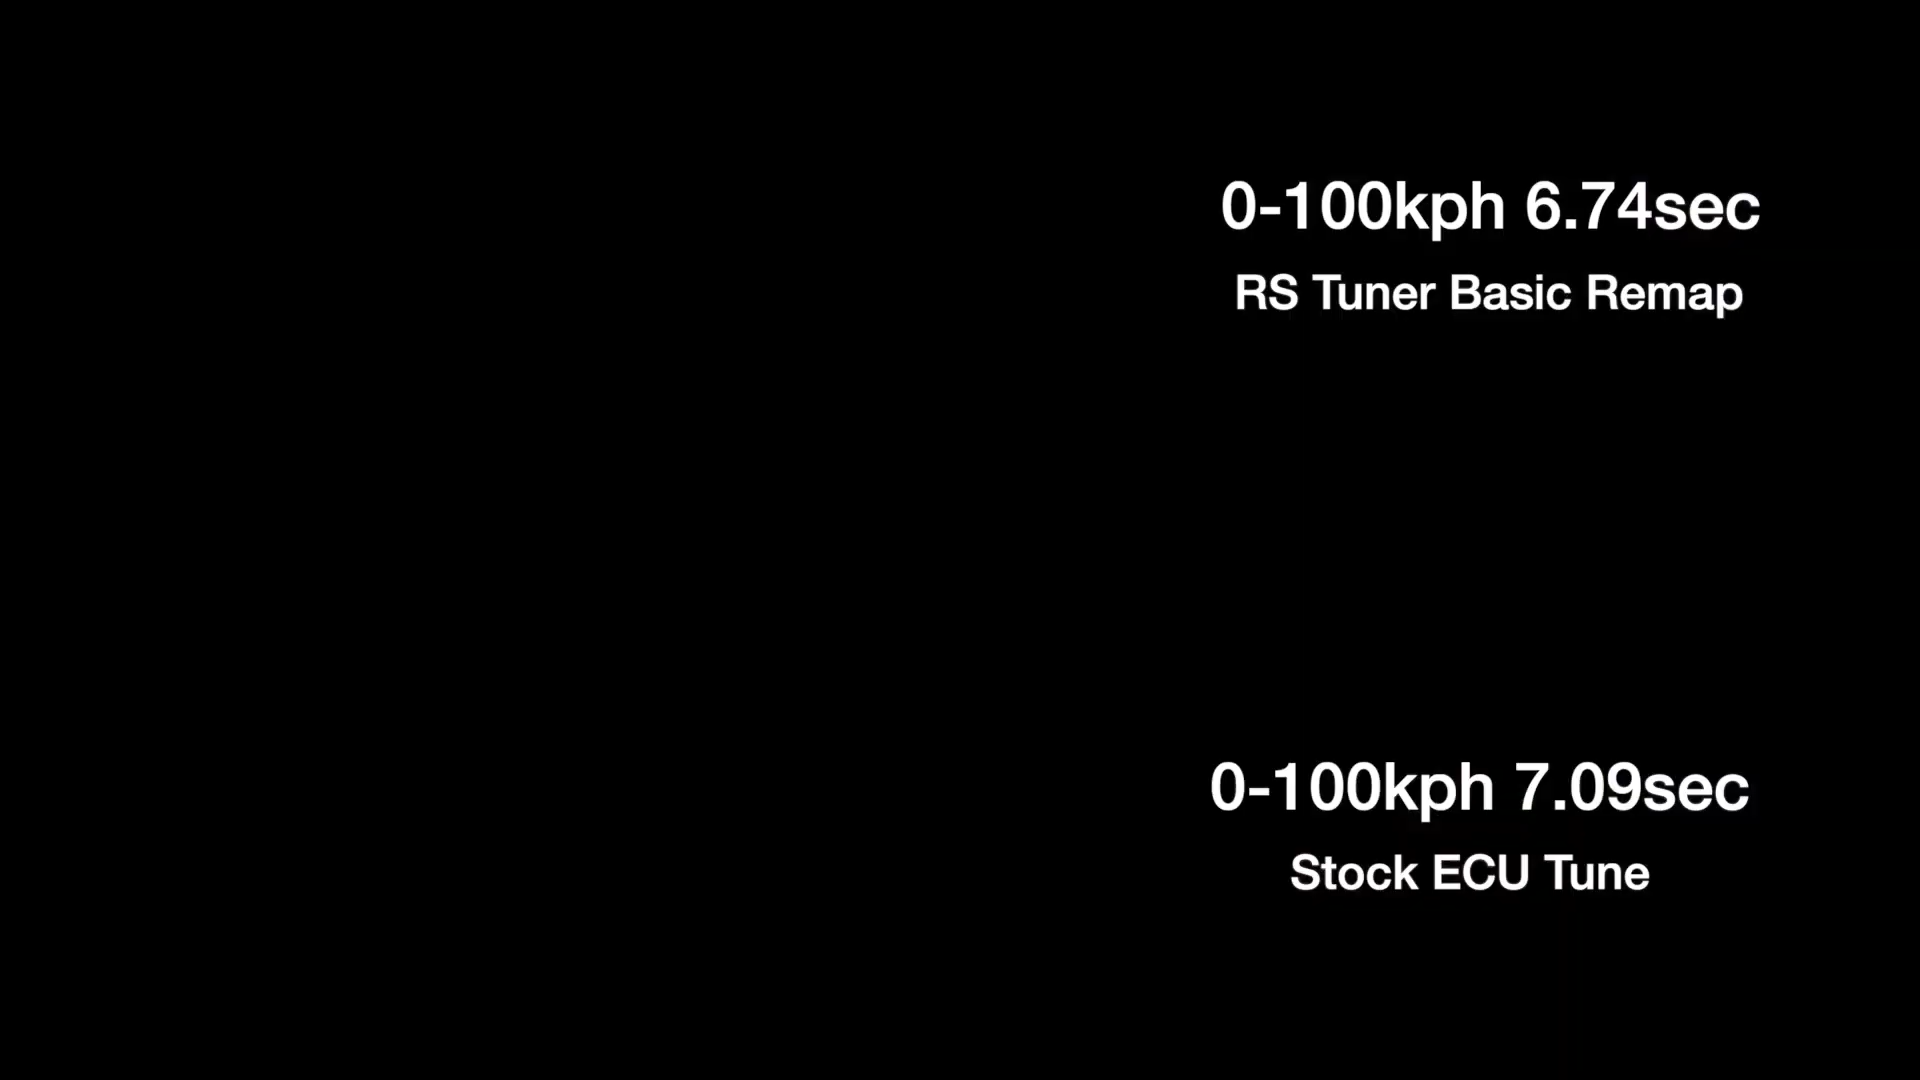 0-100kph 6.74sec
RS Tuner Basic Remap
0-100kph 7.09sec
Stock ECU Tune